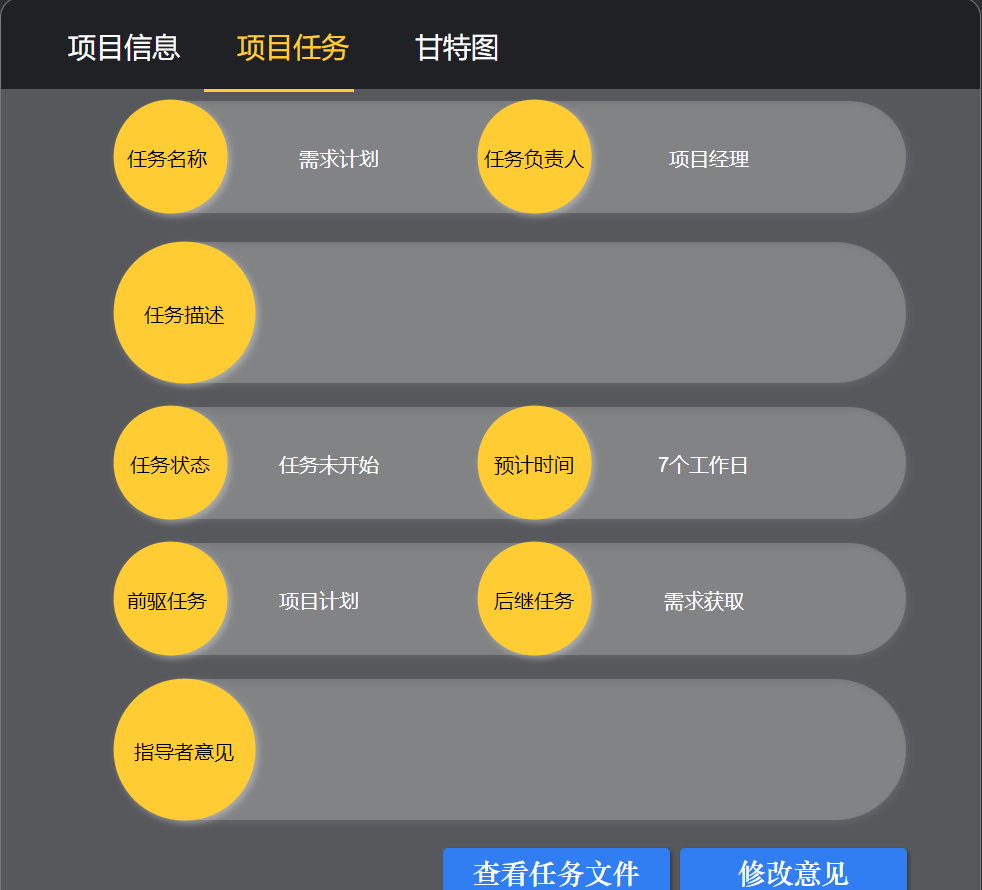 项目信息 项目任务 甘特图
任务名称 需求计划 任务负责人 项目经理
任务描述
任务状态 任务未开始 预计时间 7个工作日
前驱任务 项目计划 后继任务 需求获取
指导者意见
查看任务文件 修改意见